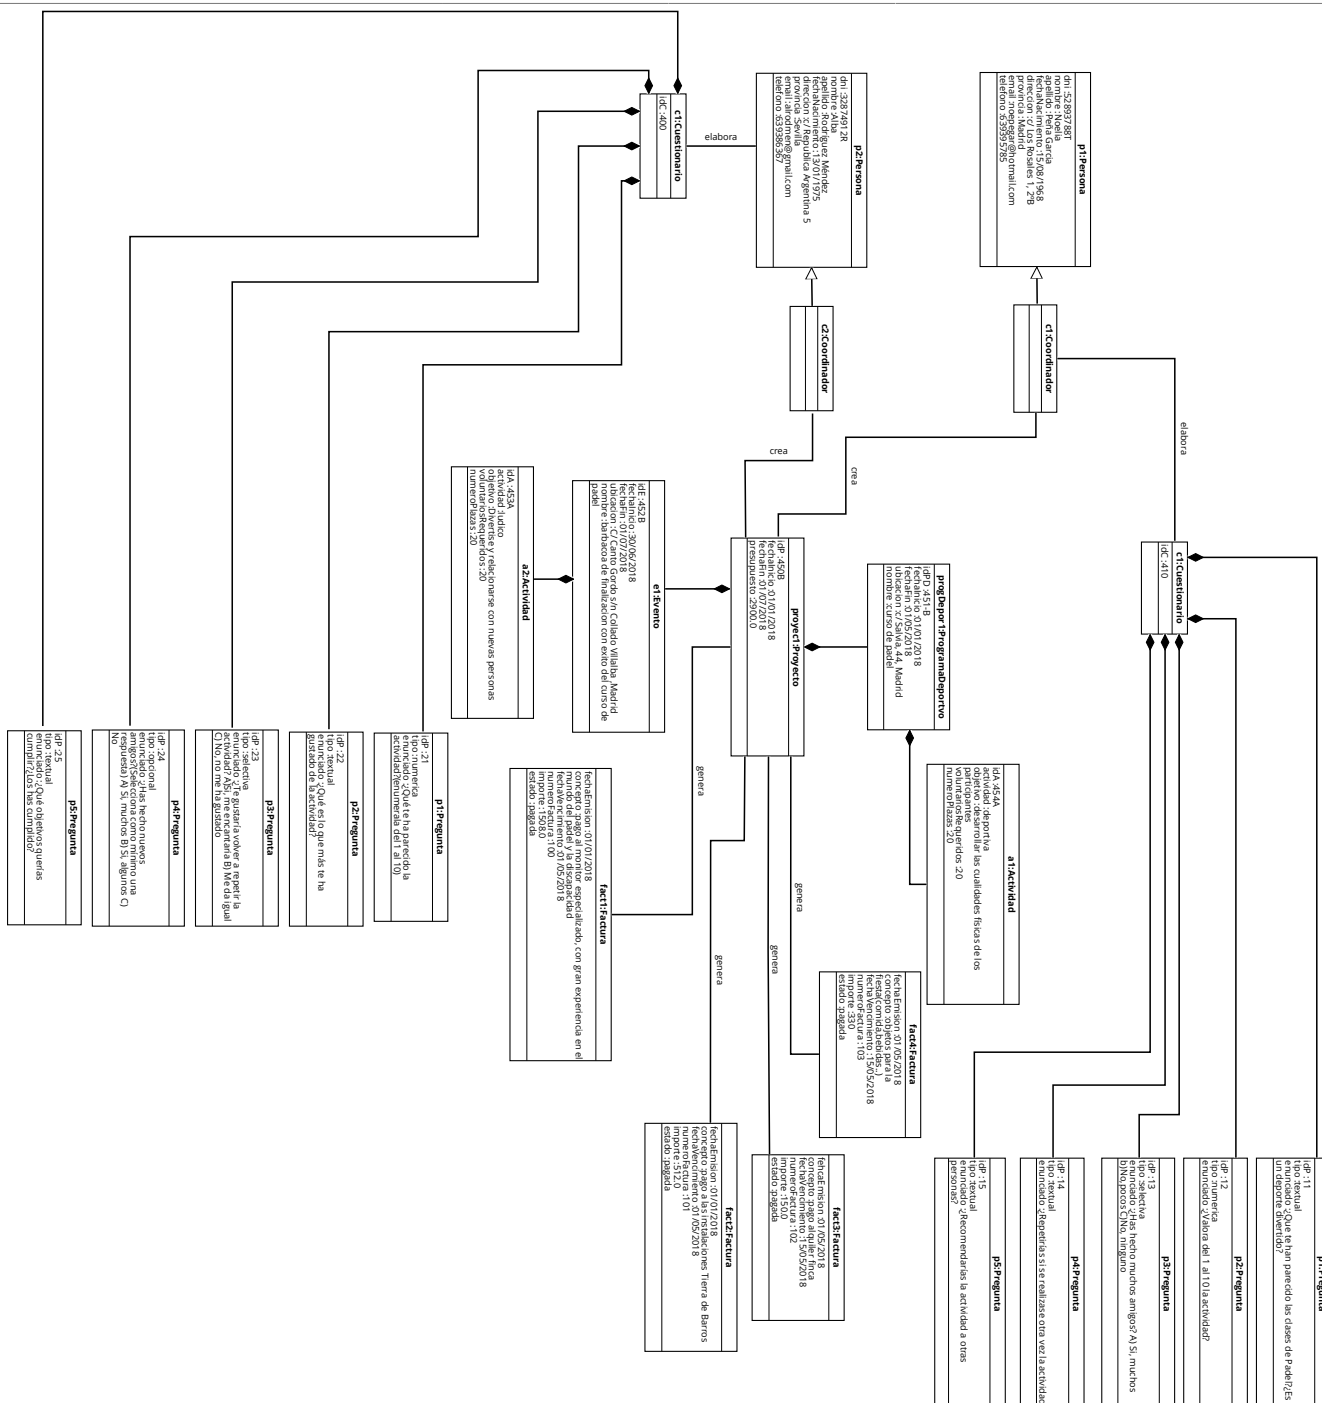 p1:Persona
dni :52893788T
nombre :Noelia
apellido :Peña García
fechaNacimiento :15/08/1968
direccion :c/ Los Rosales 1, 2ºB
provincia :Madrid
email :noepegar@hotmail.com
telefono :639395785
p2:Persona
dni :32874912R
nombre :Alba
apellido :Rodríguez Méndez
fechaNacimiento :13/01/1975
direccion :c/ Republica Argentina 5
provincia :Sevilla
email :alrodmen@gmail.com
telefono :639386367
elabora
c1:Cuestionario
idC :400
c1:Coordinador
c2:Coordinador
elabora
crea
crea
c1:Cuestionario
idC :410
progDepor1:ProgramaDeportvo
idPD :451-B
fechaInicio :01/01/2018
fechaFin :01/05/2018
ubicacion :c/ Salvia, 44, Madrid
nombre :curso de padel
proyec1:Proyecto
idP :450B
fechaInicio :01/01/2018
fechaFin :01/07/2018
presupuesto :2900.0
e1:Evento
idE :452B
fechaInicio :30/06/2018
fechaFin :01/07/2018
ubicacion :C/ Canto Gordo s/n Collado Villalba ,Madrid
nombre :barbacoa de finalizacion con exito del curso de
padel
a2:Actividad
idA :453A
actividad :ludico
objetivo :Divertise y relacionarse con nuevas personas
voluntariosRequeridos :20
numeroPlazas :20
a1:Actividad
idA :454A
actividad :deportiva
objetivo :desarrollar las cualidades físicas de los
participantes
voluntariosRequeridos :20
numeroPlazas :20
genera
genera
genera
genera
fact4:Factura
fechaEmision :01/05/2018
concepto :objetos para la
fiesta(comida,bebidas..)
fechaVencimiento :15/05/2018
numeroFactura :103
importe :330
estado :pagada
fact1:Factura
fechaEmision :01/01/2018
concepto :pago al monitor especializado, con gran experiencia en el
mundo del padel y la discapacidad
fechaVencimiento :01/05/2018
numeroFactura :100
importe :1508.0
estado :pagada
fact3:Factura
fehcaEmision :01/05/2018
concepto :pago alquiler finca
fechaVencimiento :15/05/2018
numeroFactura :102
importe :150.0
estado :pagada
fact2:Factura
fechaEmision :01/01/2018
concepto :pago a las instalaciones Tierra de Barros
fechaVencimiento :01/05/2018
numeroFactura :101
importe :512.0
estado :pagada
p1:Pregunta
idP :21
tipo :numerica
enunciado :¿Qué te ha parecido la
actividad?(enumerala del 1 al 10)
p2:Pregunta
idP :22
tipo :textual
enunciado :¿Qué es lo que más te ha
gustado de la actividad?
p3:Pregunta
idP :23
tipo :selectiva
enunciado :¿Te gustaría volver a repetir la
actividad? A)Si, me encantaria B) Me da igual
C) No, no me ha gustado
p4:Pregunta
idP :24
tipo :opcional
enunciado :¿Has hecho nuevos
amigos?(Selecciona como mínimo una
respuesta) A) Si, muchos B) Si, algunos C)
No
p5:Pregunta
idP :25
tipo :textual
enunciado :¿Qué objetivos querías
cumplir?¿Los has cumplido?
p1:Pregunta
idP :11
tipo :textual
enunciado :¿Que te han parecido las clases de Padel?¿Es
un deporte divertido?
p2:Pregunta
idP :12
tipo :numerica
enunciado :¿Valora del 1 al 10 la actividad?
p3:Pregunta
idP :13
tipo :selectiva
enunciado :¿Has hecho muchos amigos? A) Si, muchos
b)No,pocos C)No, ninguno
p4:Pregunta
idP :14
tipo :textual
enunciado :¿Repetirías si se realizase otra vez la actividad
p5:Pregunta
idP :15
tipo :textual
enunciado :¿Recomendarías la actividad a otras
personas?